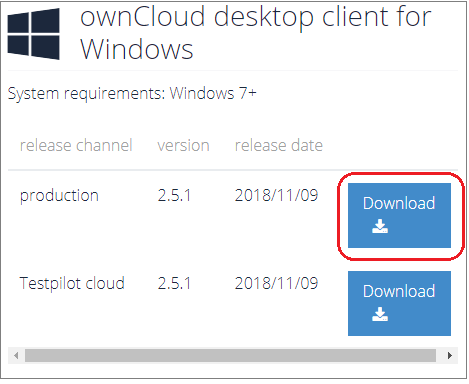 ownCloud desktop client for
Windows
System requirements: Windows 7+
release channel version release date
production 2.5.1 2018/11/09 Download
Testpilot cloud 2.5.1 2018/11/09 Download